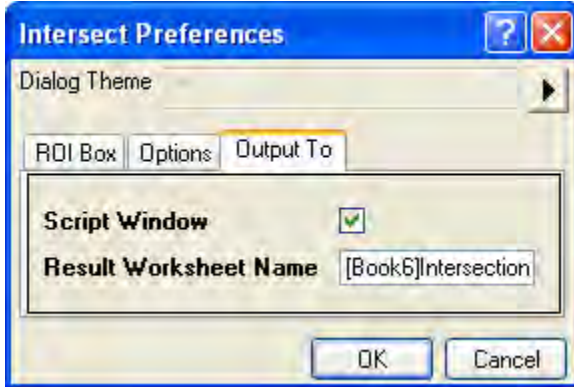 Intersect Preferences
Dialog Theme
ROI Box Options Output To
Script Window
Result Worksheet Name [Book6]Intersection
OK Cancel